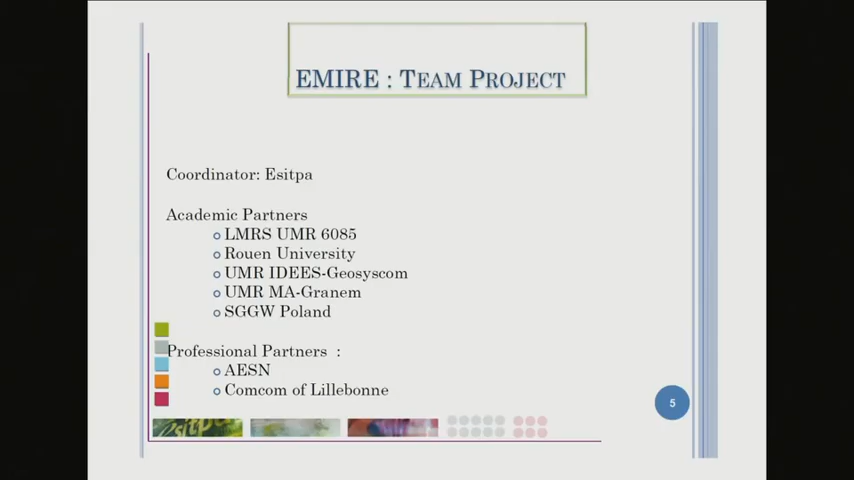 EMIRE : TEAM PROJECT
Coordinator: Esitpa
Academic Partners
LMRS UMR 6085
Rouen University
UMR IDEES-Geosyscom
UMR MA-Granem
SGGW Poland
Professional Partners :
AESN
Comcom of Lillebonne
5
Esitpa